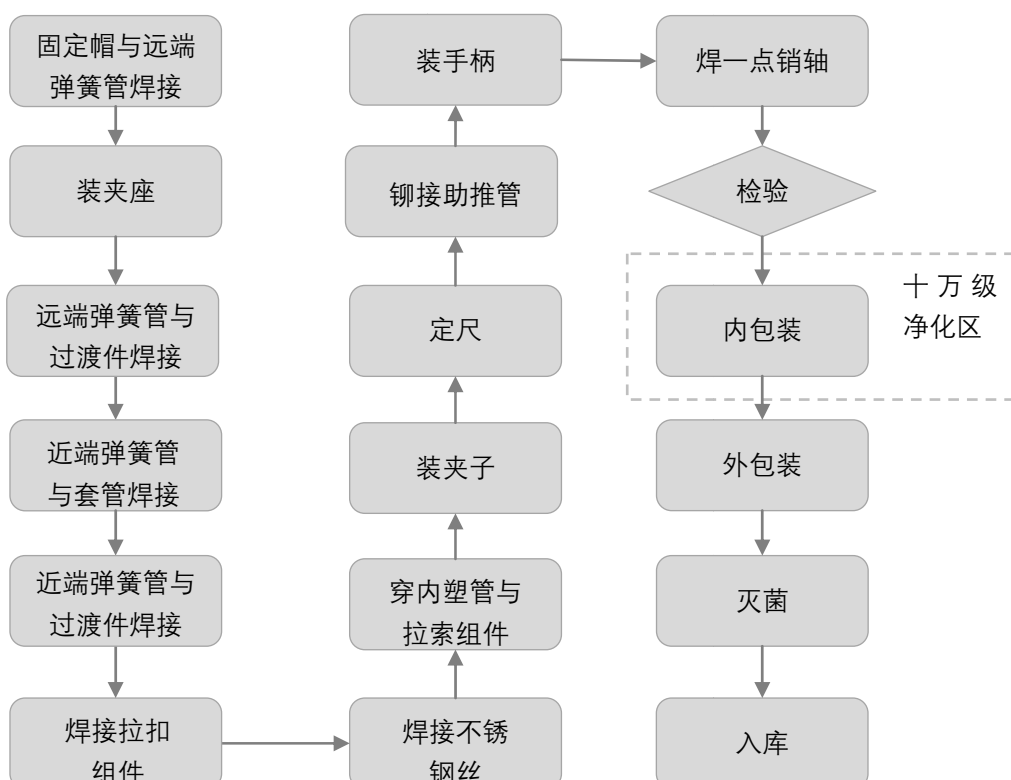 固定帽与远端
弹簧管焊接
装夹座
远端弹簧管与
过渡件焊接
近端弹簧管
与套管焊接
近端弹簧管与
过渡件焊接
焊接拉扣
组件
焊接不锈
钢丝
穿内塑管与
拉索组件
装夹子
定尺
铆接助推管
装手柄
焊一点销轴
检验
十万级
净化区
内包装
外包装
灭菌
入库